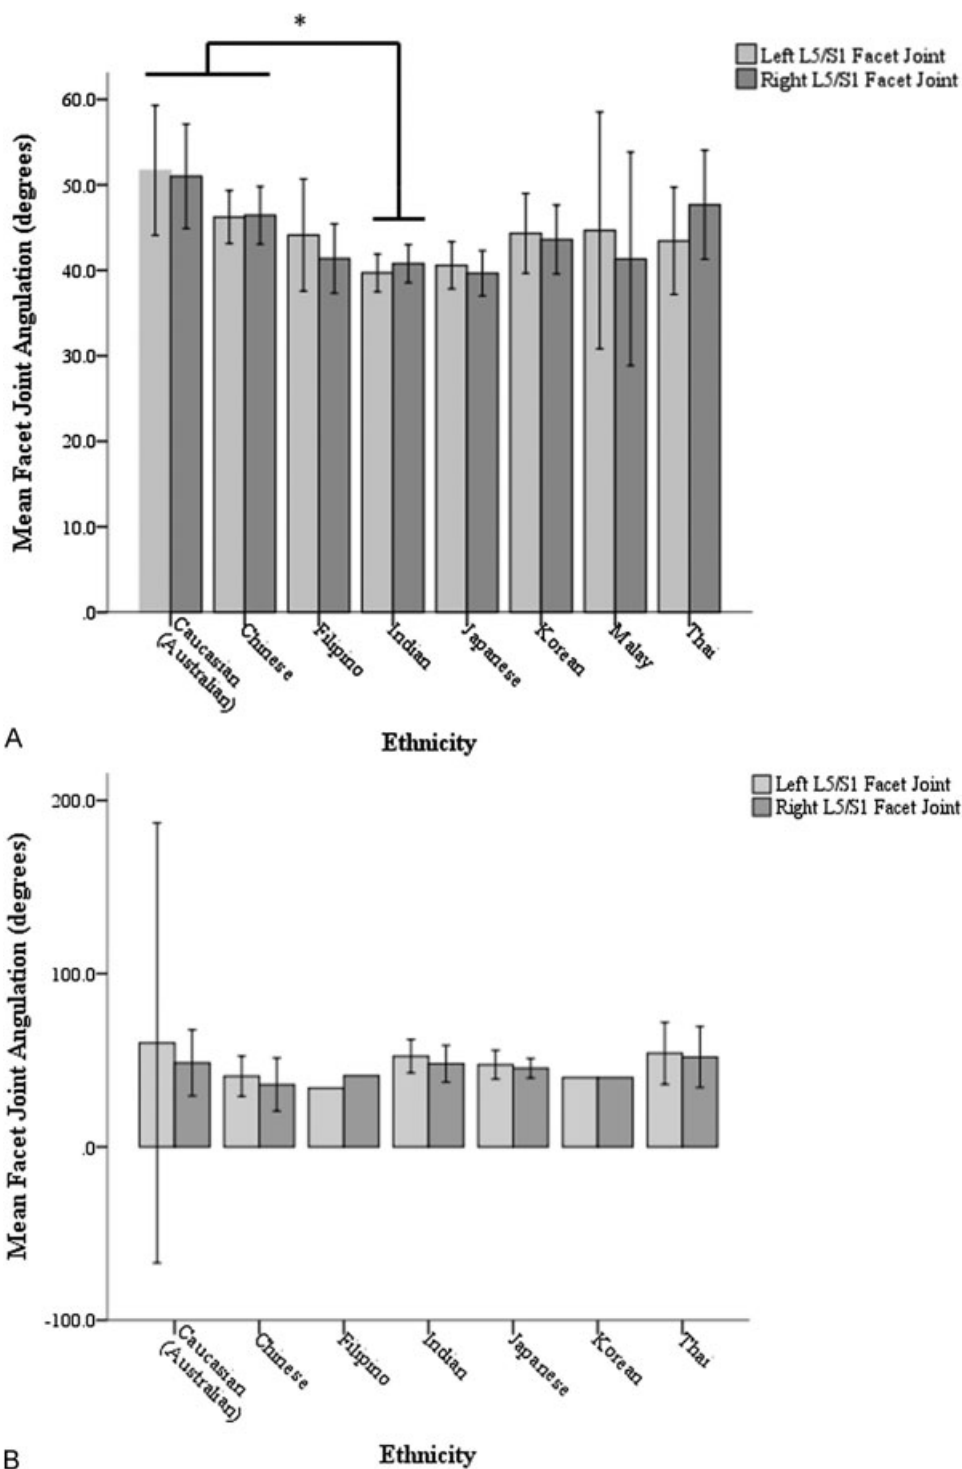 *
Left L5/S1 Facet Joint
Right L5/S1 Facet Joint
Mean Facet Joint Angulation (degrees)
60.0
50.0
40.0
30.0
20.0
10.0
.0
Caucasian
(Australian)
Chinese
Filipino
Indian
Japanese
Korean
Malay
Thai
A
Ethnicity
Left L5/S1 Facet Joint
Right L5/S1 Facet Joint
Mean Facet Joint Angulation (degrees)
200.0
100.0
.0
-100.0
Caucasian
(Australian)
Chinese
Filipino
Indian
Japanese
Korean
Thai
B
Ethnicity